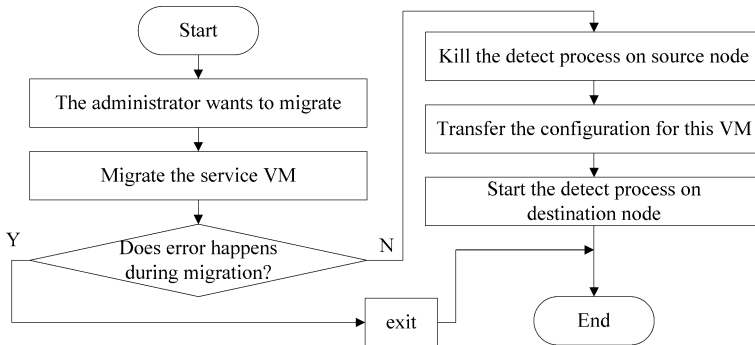 Start
The administrator wants to migrate
Migrate the service VM
Does error happens
during migration?
Y
N
exit
Kill the detect process on source node
Transfer the configuration for this VM
Start the detect process on
destination node
End